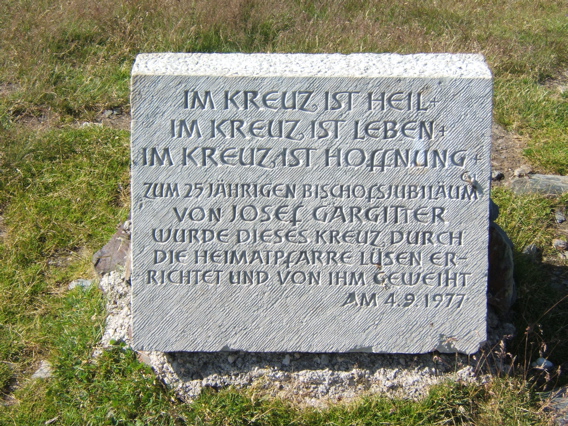 IM KREUZ IST HEIL +
IM KREUZ IST LEBEN +
IM KREUZ IST HOFFNUNG +
ZUM 25 JÄHRIGEN BISCHOFSJUBILÄUM
VON JOSEF GARGITTER
WURDE DIESES KREUZ DURCH
DIE HEIMATPFARRE LÜSEN ER-
RICHTET UND VON IHM GEWEIHT
AM 4.9.1977